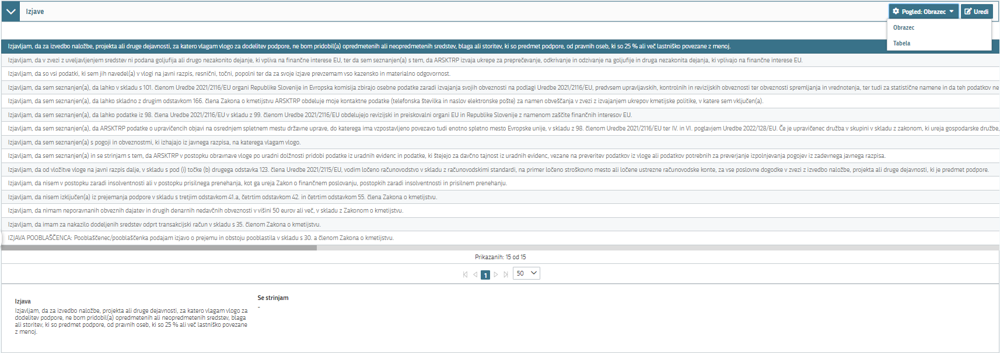 Izjave
Pogled: Obrazec
Uredi
Obrazec
Tabela
Izjavljam, da za izvedbo naložbe, projekta ali druge dejavnosti, za katero vlagam vlogo za dodelitev podpore, ne bom pridobil(a) opredmetenih ali neopredmetenih sredstev, blaga ali storitev, ki so predmet podpore, od pravnih oseb, ki so 25 % ali več lastniško povezane z menoj.
Izjavljam, da v zvezi z uveljavljenjem sredstev ni podana goljufija ali drugo nezakonito dejanje, ki vpliva na finančne interese EU, ter da sem seznanjen(a) s tem, da ARSKTRP izvaja ukrepe za preprečevanje, odkrivanje in odzivanje na goljufije in druga nezakonita dejanja, ki vplivajo na finančne interese EU.
Izjavljam, da so vsi podatki, ki sem jih navedel(a) v vlogi na javni razpis, resnični, točni, popolni ter da za svoje izjave prevzemam vso kazensko in materialno odgovornost.
Izjavljam, da sem seznanjen(a), da lahko v skladu s 101. členom Uredbe 2021/2116/EU organi Republike Slovenije in Evropska komisija zbirajo osebne podatke zaradi izvajanja svojih obveznosti na podlagi Uredbe 2021/2116/EU, predvsem upravljavskih, kontrolnih in revizijskih obveznosti ter obveznosti spremljanja in vrednotenja, ter tudi za statistične namene in da teh podatkov ne
Izjavljam, da sem seznanjen(a), da lahko skladno z drugim odstavkom 166. člena Zakona o kmetijstvu ARSKTRP obdeluje moje kontaktne podatke (telefonska številka in naslov elektronske pošte) za namen obveščanja v zvezi z izvajanjem ukrepov kmetijske politike, v katere sem vključen(a).
Izjavljam, da sem seznanjen(a), da lahko podatke iz 98. člena Uredbe 2021/2116/EU v skladu z 99. členom Uredbe 2021/2116/EU obdelujejo revizijski in preiskovalni organi EU in Republike Slovenije z namenom zaščite finančnih interesov EU.
Izjavljam, da sem seznanjen(a), da ARSKTRP podatke o upravičencih objavi na osrednjem spletnem mestu državne uprave, do katerega ima vzpostavljeno povezavo tudi enotno spletno mesto Evropske unije, v skladu z 98. členom Uredbe 2021/2116/EU ter IV. in VI. poglavjem Uredbe 2022/128/EU. Če je upravičenec družba v skupini v skladu z zakonom, ki ureja gospodarske družbe,
Izjavljam, da sem seznanjen(a) s pogoji in obveznostmi, ki izhajajo iz javnega razpisa, na katerega vlagam vlogo.
Izjavljam, da sem seznanjen(a) in se strinjam s tem, da ARSKTRP v postopku obravnave vloge po uradni dolžnosti pridobi podatke iz uradnih evidenc in podatke, ki štejejo za davčno tajnost iz uradnih evidenc, vezane na preveritev podatkov iz vloge ali podatkov potrebnih za preverjanje izpolnjevanja pogojev iz zadevnega javnega razpisa.
Izjavljam, da od vložitve vloge na javni razpis dalje, v skladu s pod (i) točke (b) drugega odstavka 123. člena Uredbe 2021/2115/EU, vodim ločeno računovodstvo v skladu z računovodskimi standardi, na primer ločeno stroškovno mesto ali ločene ustrezne računovodske konte, za vse poslovne dogodke v zvezi z izvedbo naložbe, projekta ali druge dejavnosti, ki je predmet podpore.
Izjavljam, da nisem v postopku zaradi insolventnosti ali v postopku prisilnega prenehanja, kot ga ureja Zakon o finančnem poslovanju, postopkih zaradi insolventnosti in prisilnem prenehanju.
Izjavljam, da nisem izključen(a) iz prejemanja podpore v skladu s tretjim odstavkom 41.a, četrtim odstavkom 42. in četrtim odstavkom 55. člena Zakona o kmetijstvu.
Izjavljam, da nimam neporavnanih obveznih dajatev in drugih denarnih nedavčnih obveznosti v višini 50 eurov ali več, v skladu z Zakonom o kmetijstvu.
Izjavljam, da imam za nakazilo dodeljenih sredstev odprt transakcijski račun v skladu s 35. členom Zakona o kmetijstvu.
IZJAVA POOBLAŠČENCA: Pooblaščenec/pooblaščenka podajam izjavo o prejemu in obstoju pooblastila v skladu s 30. a členom Zakona o kmetijstvu.
Prikazanih: 15 od 15
1
50
Izjava
Izjavljam, da za izvedbo naložbe, projekta ali druge dejavnosti, za katero vlagam vlogo za
dodelitev podpore, ne bom pridobil(a) opredmetenih ali neopredmetenih sredstev, blaga
ali storitev, ki so predmet podpore, od pravnih oseb, ki so 25 % ali več lastniško povezane
z menoj.
Se strinjam
-